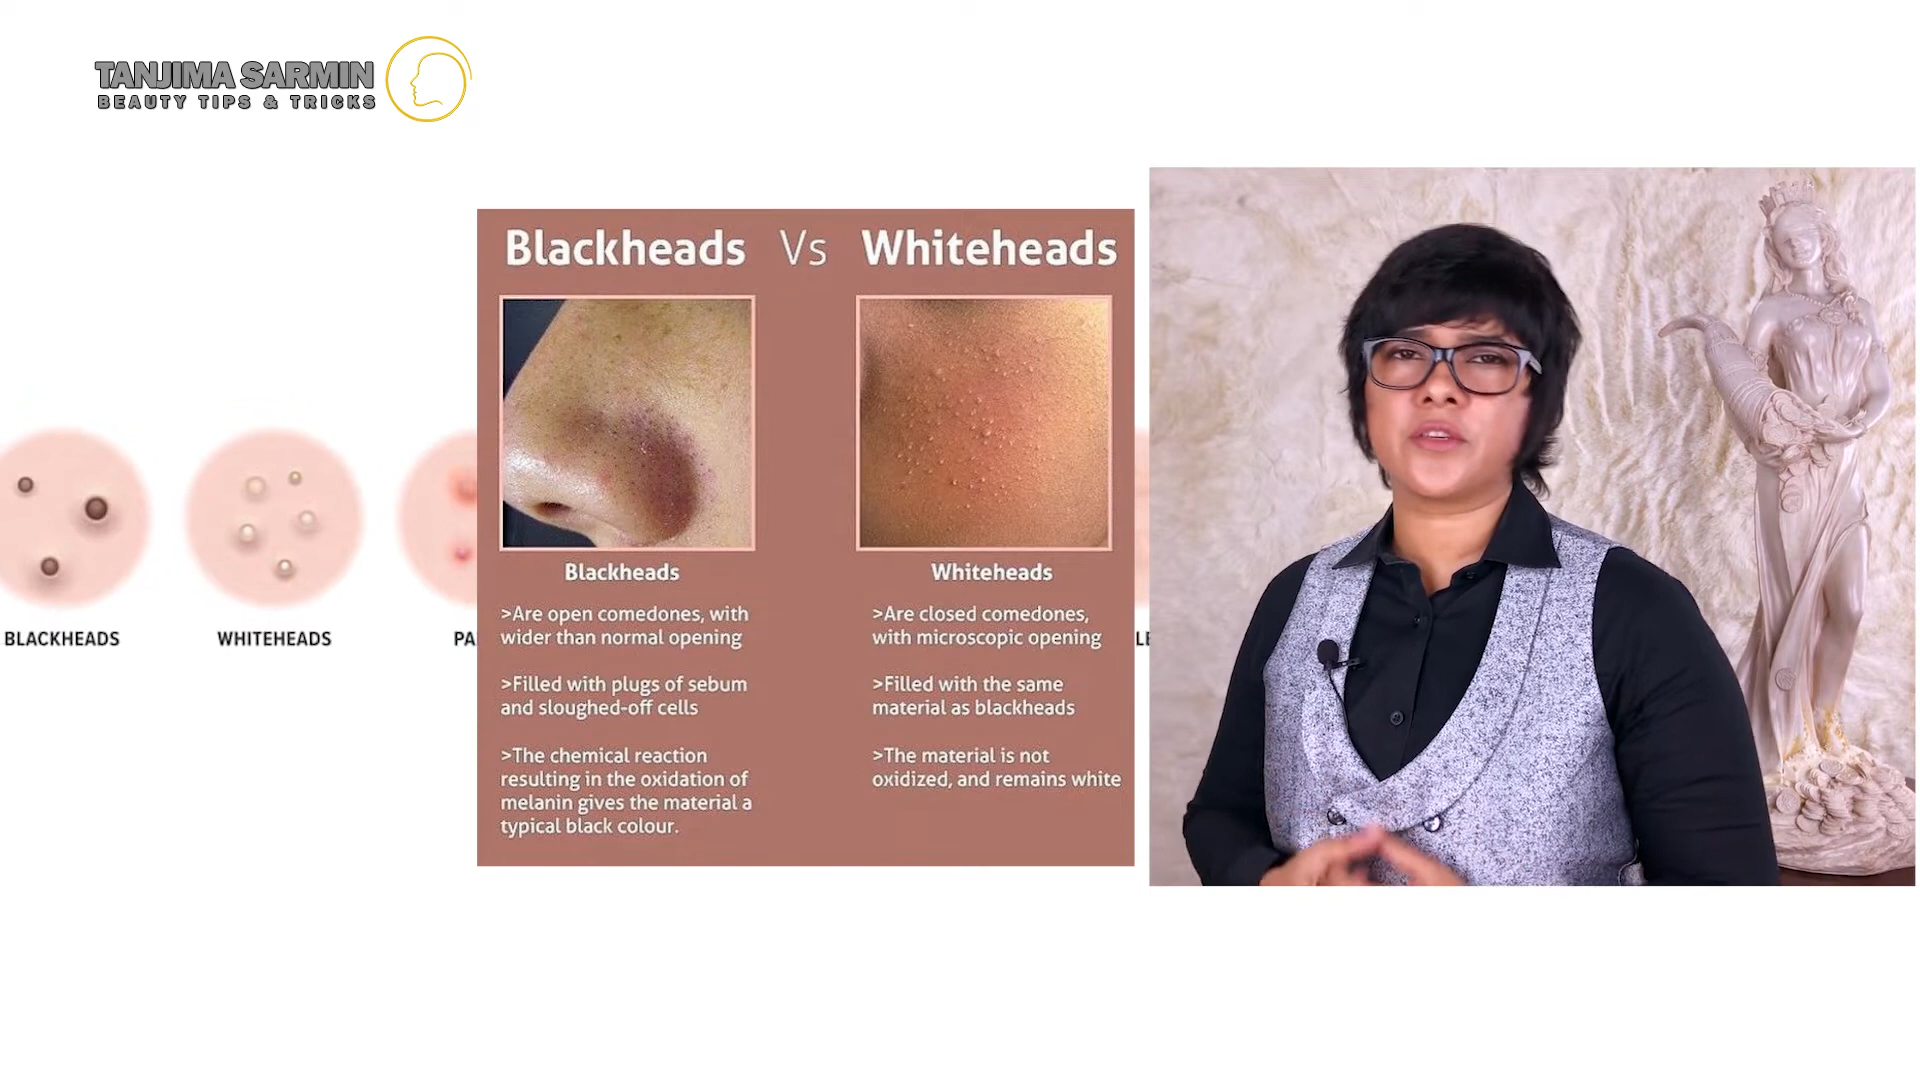 TANJIMA SARMIN
BEAUTY TIPS & TRICKS
Blackheads Vs Whiteheads
Blackheads
>Are open comedones, with
wider than normal opening
>Filled with plugs of sebum
and sloughed-off cells
>The chemical reaction
resulting in the oxidation of
melanin gives the material a
typical black colour.
Whiteheads
>Are closed comedones,
with microscopic opening
>Filled with the same
material as blackheads
>The material is not
oxidized, and remains white
BLACKHEADS
WHITEHEADS